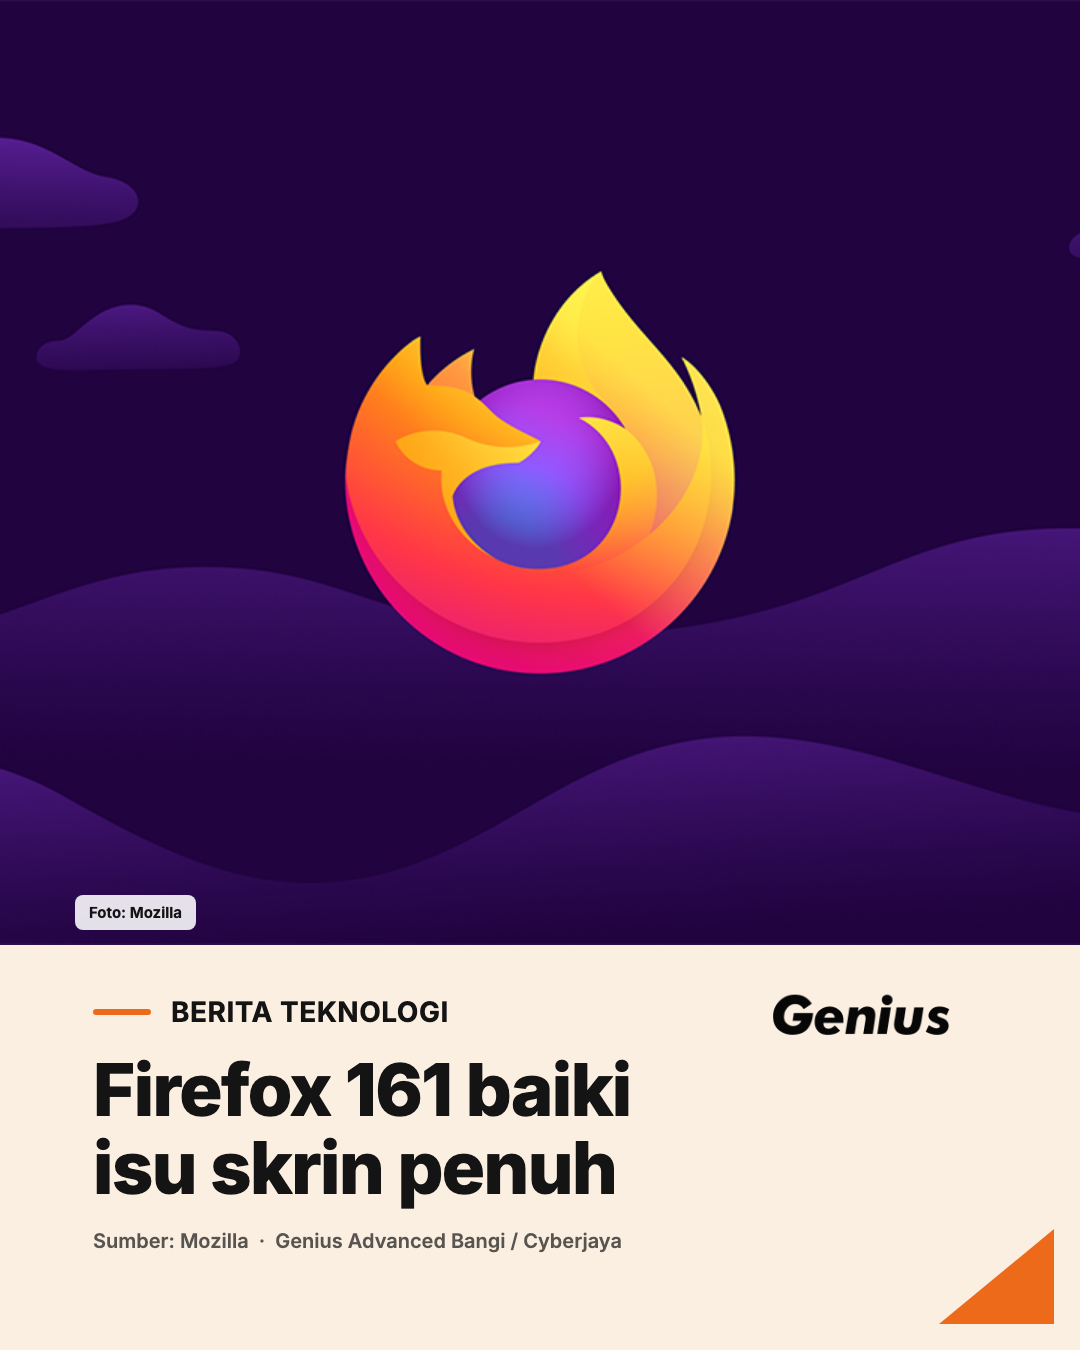 Foto: Mozilla
BERITA TEKNOLOGI
Genius
Firefox 161 baiki
isu skrin penuh
Sumber: Mozilla · Genius Advanced Bangi / Cyberjaya